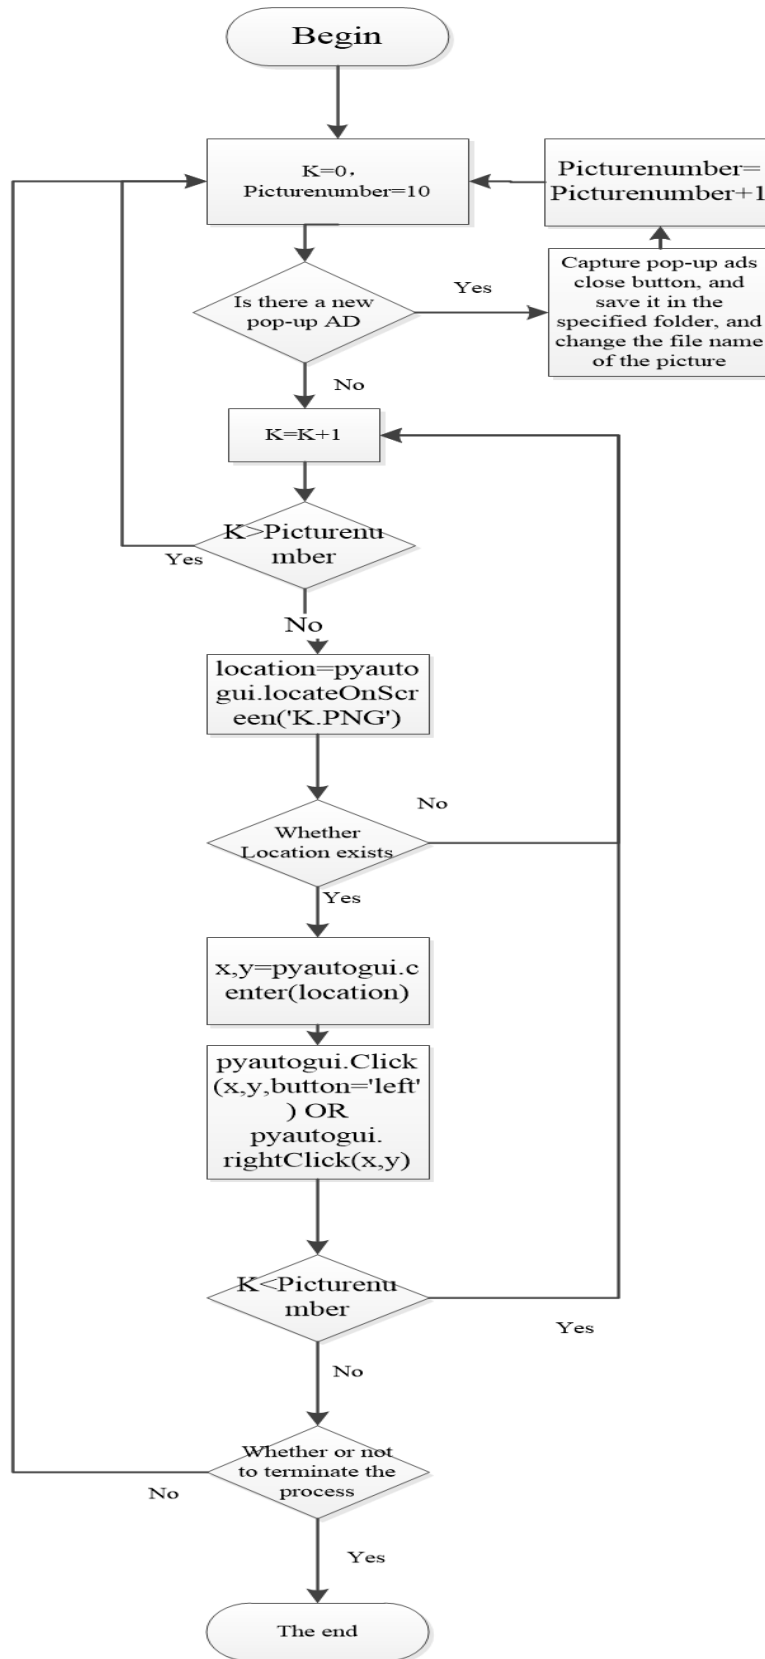 Begin
K=0,
Picturenumber=10
Picturenumber=
Picturenumber+1
Is there a new
pop-up AD
Yes
Capture pop-up ads
close button, and
save it in the
specified folder, and
change the file name
of the picture
No
K=K+1
K>Picturenu
mber
Yes
No
location=pyauto
gui.locateOnScr
een('K.PNG')
No
Whether
Location exists
Yes
x,y=pyautogui.c
enter(location)
pyautogui.Click
(x,y,button='left'
) OR
pyautogui.
rightClick(x,y)
K<Picturenu
mber
Yes
No
Whether or not
to terminate the
process
No
Yes
The end